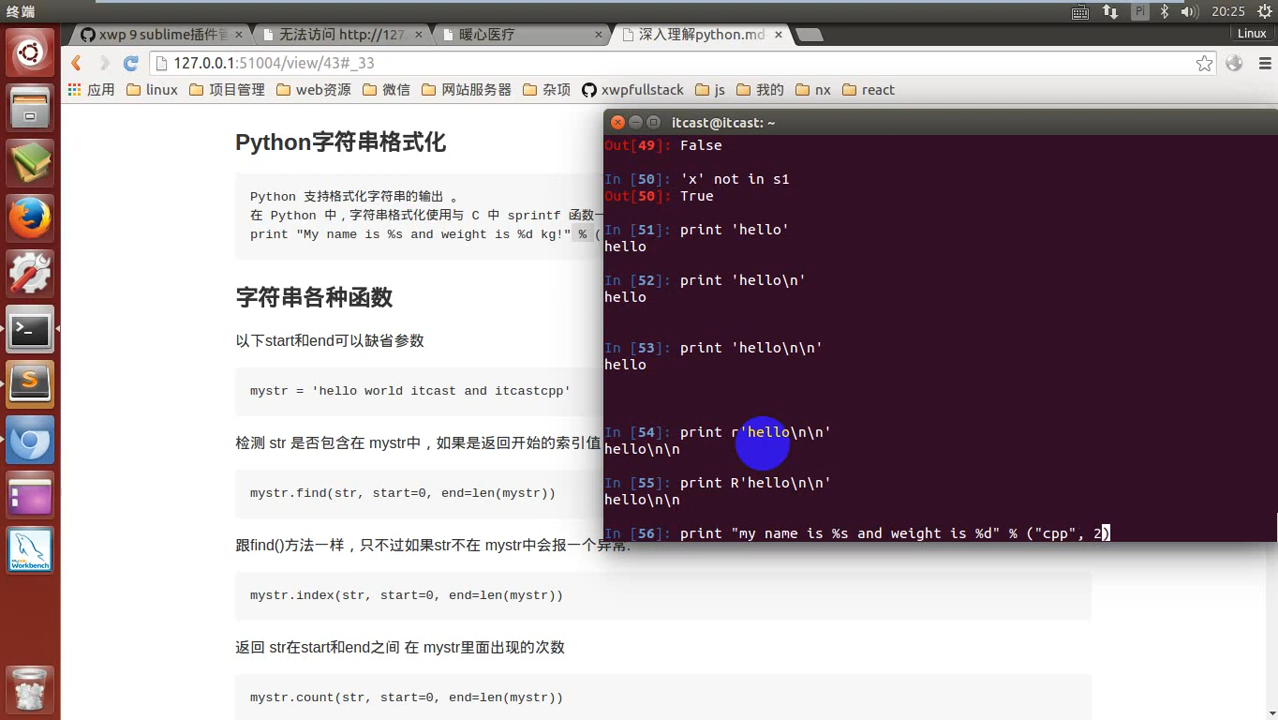 终端
Pi
20:25
xwp 9 sublime插件管 ×
无法访问 http://127. ×
暖心医疗 ×
深入理解python.md ×
Linux
127.0.0.1:51004/view/43#_33
应用 linux 项目管理 web资源 微信 网站服务器 杂项 xwpfullstack js 我的 nx react
Python字符串格式化
Python 支持格式化字符串的输出 。
在 Python 中，字符串格式化使用与 C 中 sprintf 函数一
print "My name is %s and weight is %d kg!" % (
字符串各种函数
以下start和end可以缺省参数
mystr = 'hello world itcast and itcastcpp'
检测 str 是否包含在 mystr中，如果是返回开始的索引值
mystr.find(str, start=0, end=len(mystr))
跟find()方法一样，只不过如果str不在 mystr中会报一个异常.
mystr.index(str, start=0, end=len(mystr))
返回 str在start和end之间 在 mystr里面出现的次数
mystr.count(str, start=0, end=len(mystr))
itcast@itcast: ~
Out[49]: False
In [50]: 'x' not in s1
Out[50]: True
In [51]: print 'hello'
hello
In [52]: print 'hello\n'
hello
In [53]: print 'hello\n\n'
hello
In [54]: print r'hello\n\n'
hello\n\n
In [55]: print R'hello\n\n'
hello\n\n
In [56]: print "my name is %s and weight is %d" % ("cpp", 2)
MySQL
Workbench